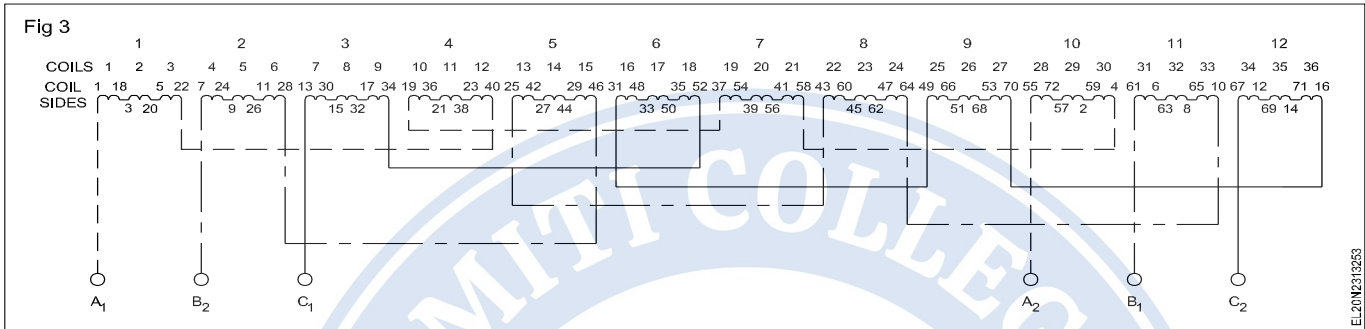 Fig 3
1 2 3 4 5 6 7 8 9 10 11 12
COILS 1 2 3 4 5 6 7 8 9 10 11 12 13 14 15 16 17 18 19 20 21 22 23 24 25 26 27 28 29 30 31 32 33 34 35 36
COIL 1 18 5 22 7 24 11 28 13 30 17 34 19 36 23 40 25 42 29 46 31 48 35 52 37 54 41 58 43 60 47 64 49 66 53 70 55 72 59 4 61 6 65 10 67 12 71 16
SIDES 3 20 9 26 15 32 21 38 27 44 33 50 39 56 45 62 51 68 57 2 63 8 69 14
MITI COLLEG
A1 B2 C1 A2 B1 C2
EL20N2313253